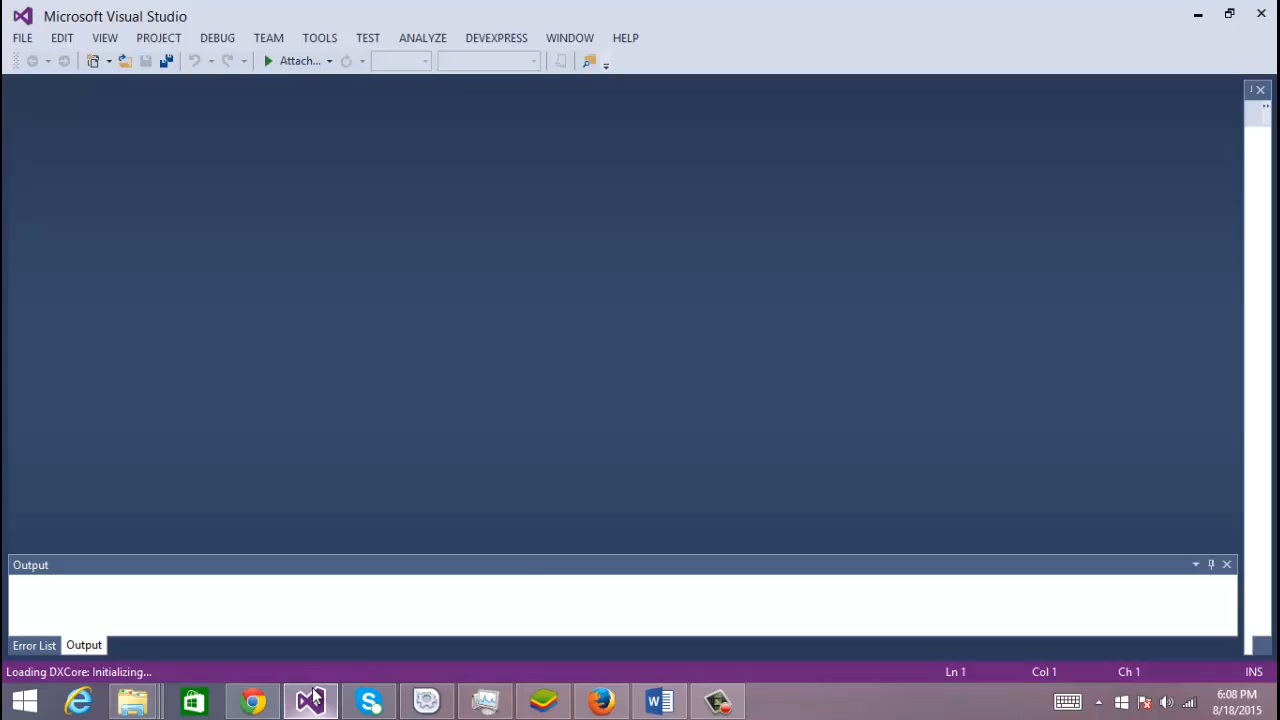 Microsoft Visual Studio
FILE EDIT VIEW PROJECT DEBUG TEAM TOOLS TEST ANALYZE DEVEXPRESS WINDOW HELP
Attach...
Output
Error List Output
Loading DXCore: Initializing... Ln 1 Col 1 Ch 1 INS
6:08 PM
8/18/2015